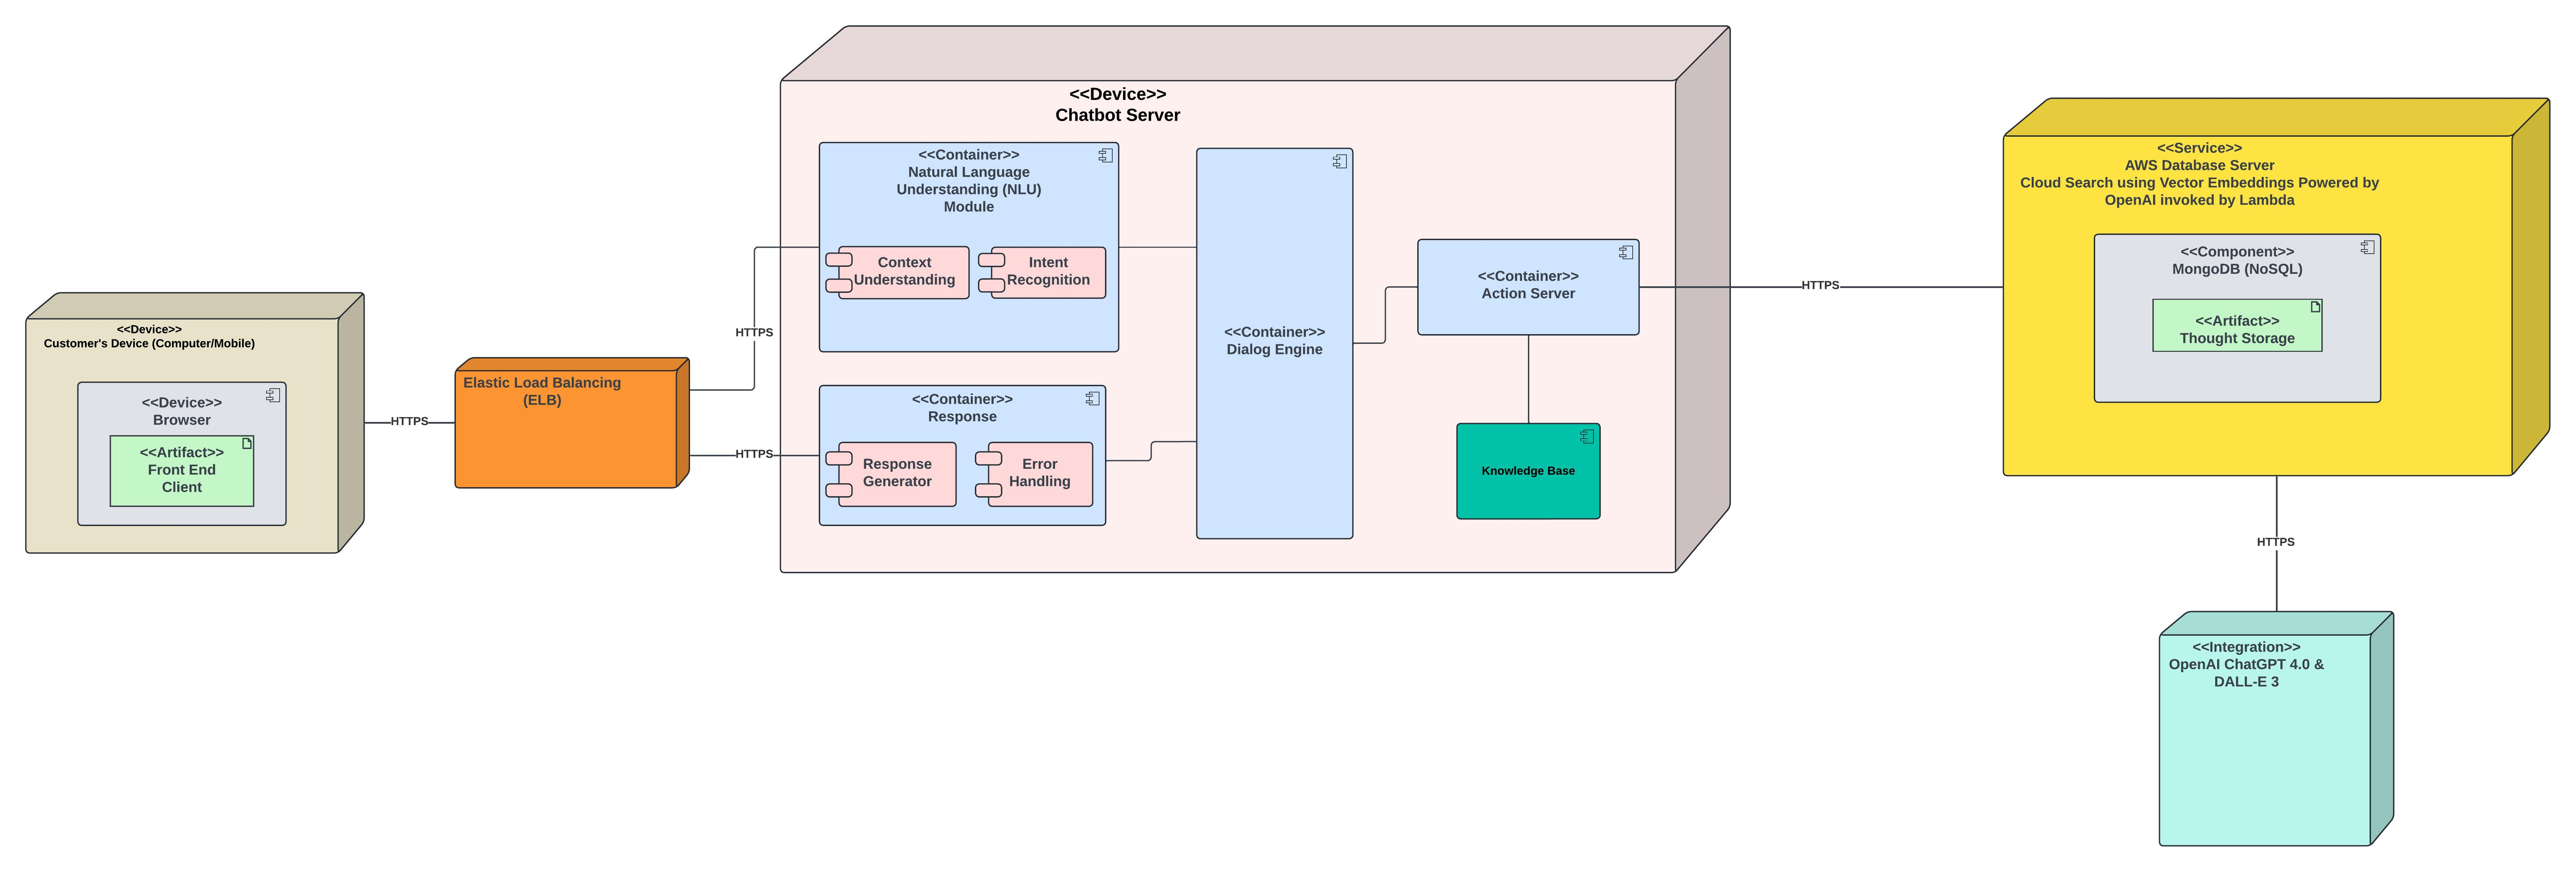 <<Device>>
Customer's Device (Computer/Mobile)
<<Device>>
Browser
<<Artifact>>
Front End
Client
HTTPS
Elastic Load Balancing
(ELB)
HTTPS
HTTPS
<<Device>>
Chatbot Server
<<Container>>
Natural Language
Understanding (NLU)
Module
Context
Understanding
Intent
Recognition
<<Container>>
Response
Response
Generator
Error
Handling
<<Container>>
Dialog Engine
<<Container>>
Action Server
Knowledge Base
HTTPS
<<Service>>
AWS Database Server
Cloud Search using Vector Embeddings Powered by
OpenAI invoked by Lambda
<<Component>>
MongoDB (NoSQL)
<<Artifact>>
Thought Storage
HTTPS
<<Integration>>
OpenAI ChatGPT 4.0 &
DALL-E 3